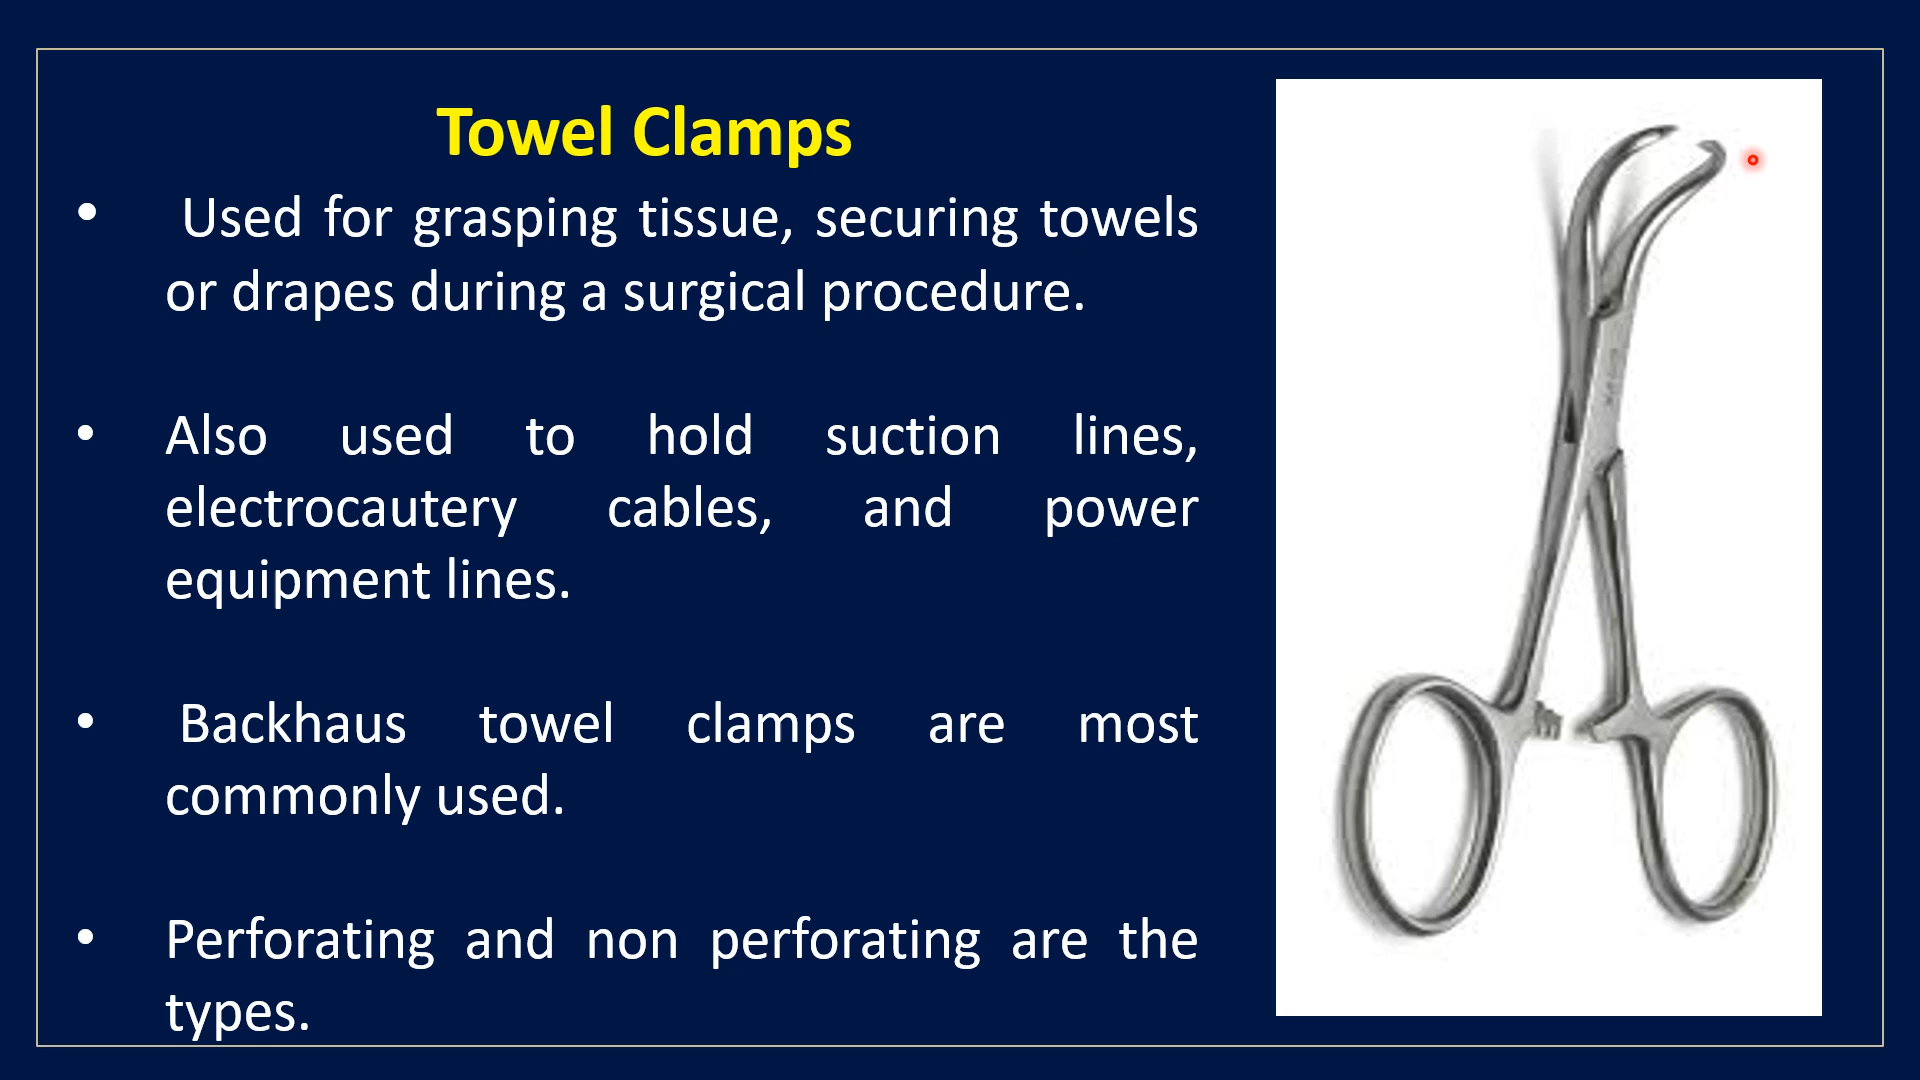 Towel Clamps
• Used for grasping tissue, securing towels
or drapes during a surgical procedure.
• Also used to hold suction lines,
electrocautery cables, and power
equipment lines.
• Backhaus towel clamps are most
commonly used.
• Perforating and non perforating are the
types.